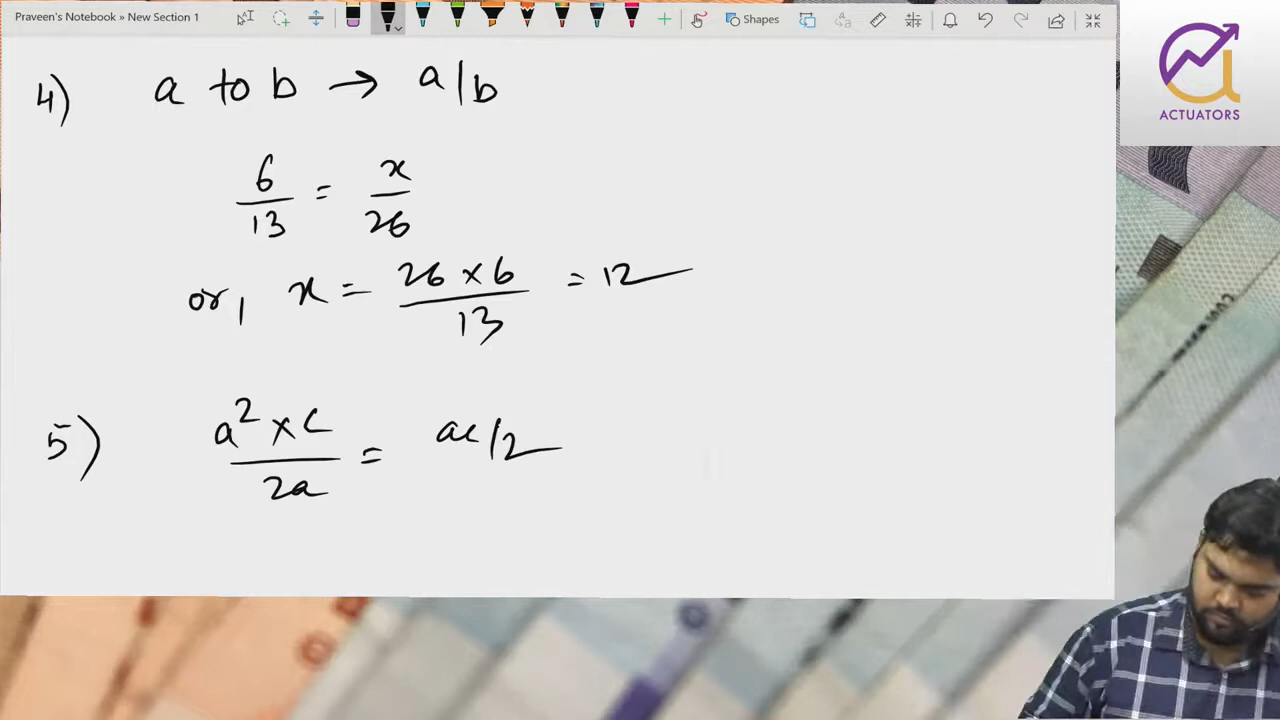 Praveen's Notebook » New Section 1
Shapes
ACTUATORS
4) a to b → a/b
6/13 = x/26
or, x = 26 × 6 / 13 = 12
5) a² × c / 2a = ac/2